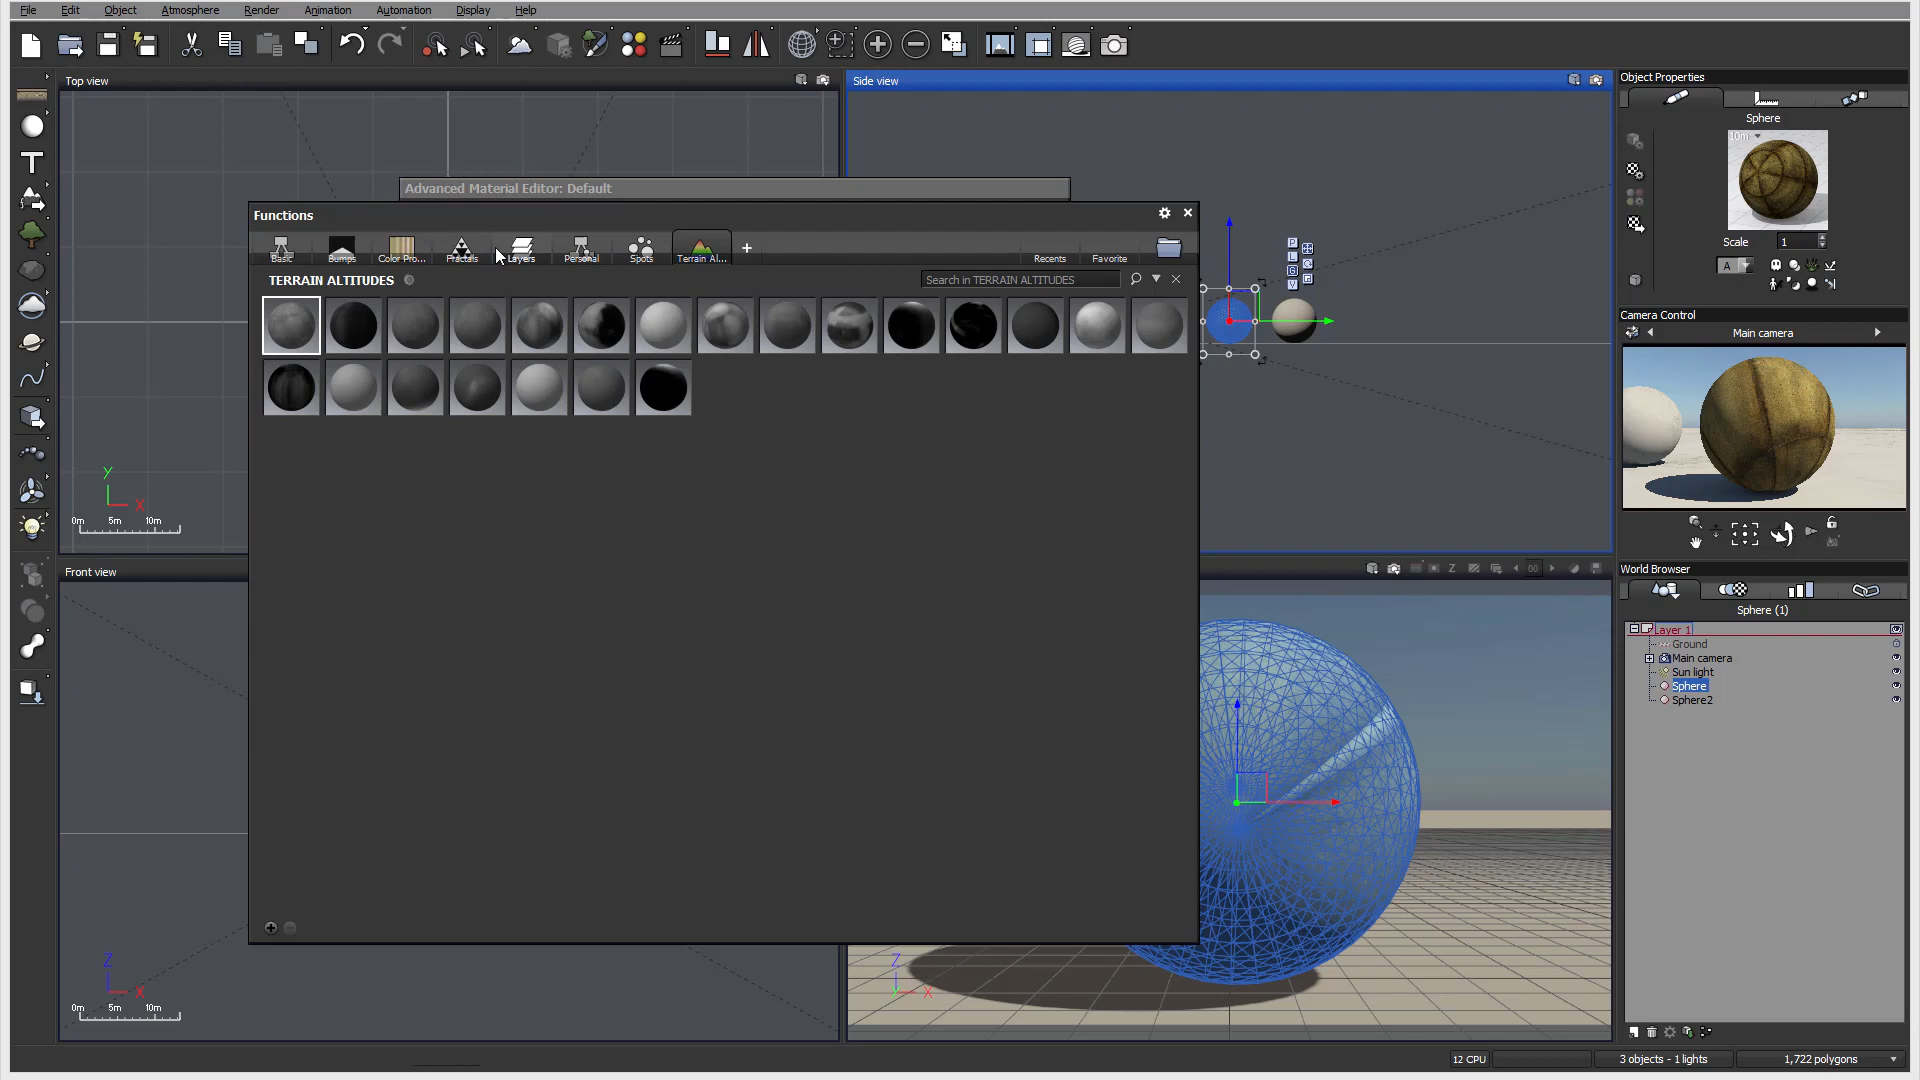 File Edit Object Atmosphere Render Animation Automation Display Help
Top view
Side view
Object Properties
Sphere
10m
Scale 1
A
Advanced Material Editor: Default
Functions
Basic Bumps Color Pro... Fractals Layers Personal Spots Terrain Al... + Recents Favorite
TERRAIN ALTITUDES
Search in TERRAIN ALTITUDES
P
L
G
V
Camera Control
Main camera
Y
X
0m 5m 10m
Front view
Z
00
World Browser
Sphere (1)
Layer 1
Ground
Main camera
Sun light
Sphere
Sphere2
Z
X
0m 5m 10m
Z
Y
X
12 CPU
3 objects - 1 lights
1,722 polygons